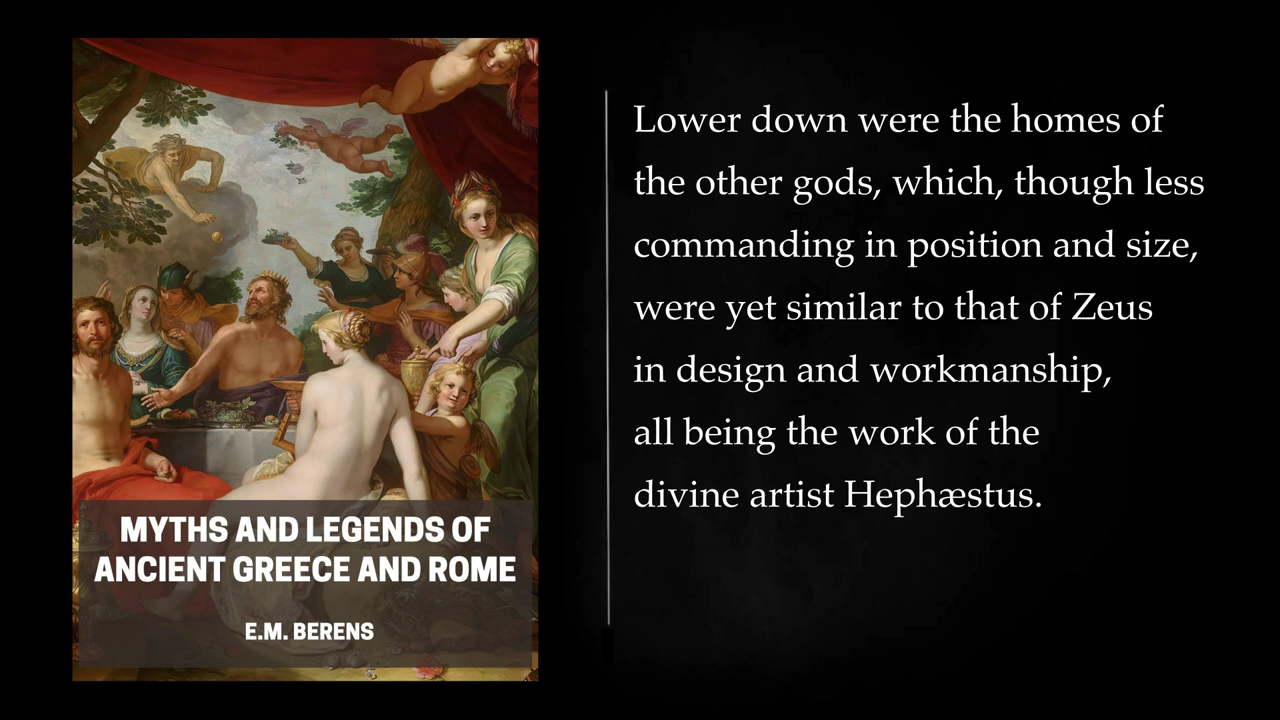 MYTHS AND LEGENDS OF
ANCIENT GREECE AND ROME
E.M. BERENS
Lower down were the homes of
the other gods, which, though less
commanding in position and size,
were yet similar to that of Zeus
in design and workmanship,
all being the work of the
divine artist Hephæstus.